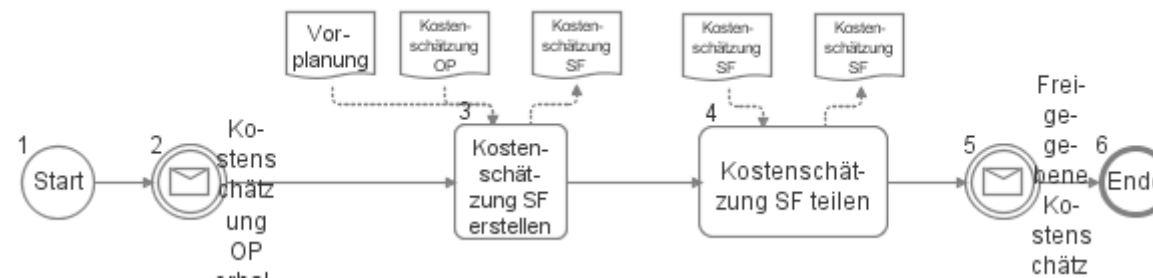 Vor-
planung
Kosten-
schätzung
OP
Kosten-
schätzung
SF
Kosten-
schätzung
SF
Kosten-
schätzung
SF
1
Start
2
Ko-
stens
chätz
ung
OP
3
Kosten-
schät-
zung SF
erstellen
4
Kostenschät-
zung SF teilen
5
Frei-
ge-
ge-
bene
Ko-
stens
chätz
6
Ende